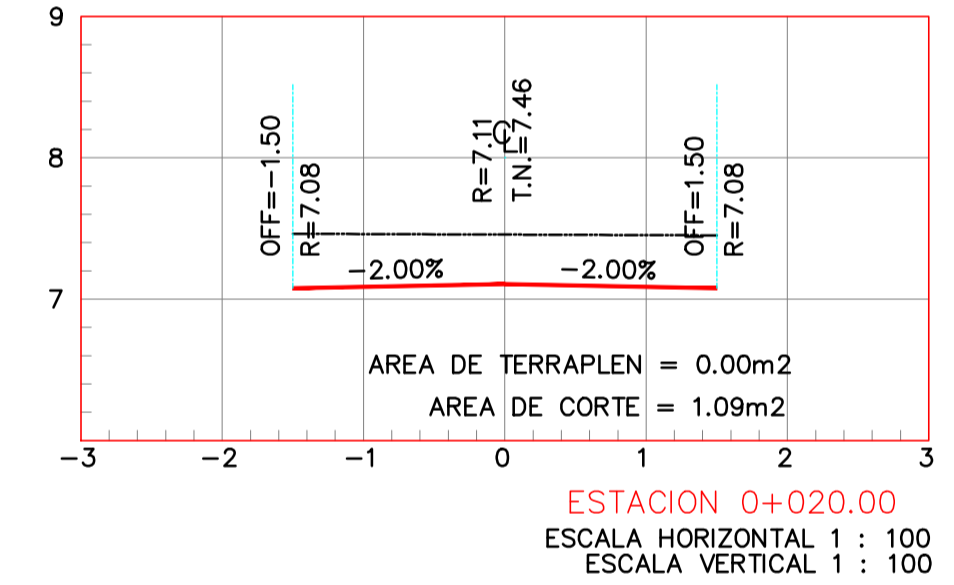 9
8
7
OFF=-1.50
R=7.08
R=7.11
CL
T.N.=7.46
OFF=1.50
R=7.08
-2.00%
-2.00%
AREA DE TERRAPLEN = 0.00m2
AREA DE CORTE = 1.09m2
-3 -2 -1 0 1 2 3
ESTACION 0+020.00
ESCALA HORIZONTAL 1 : 100
ESCALA VERTICAL 1 : 100